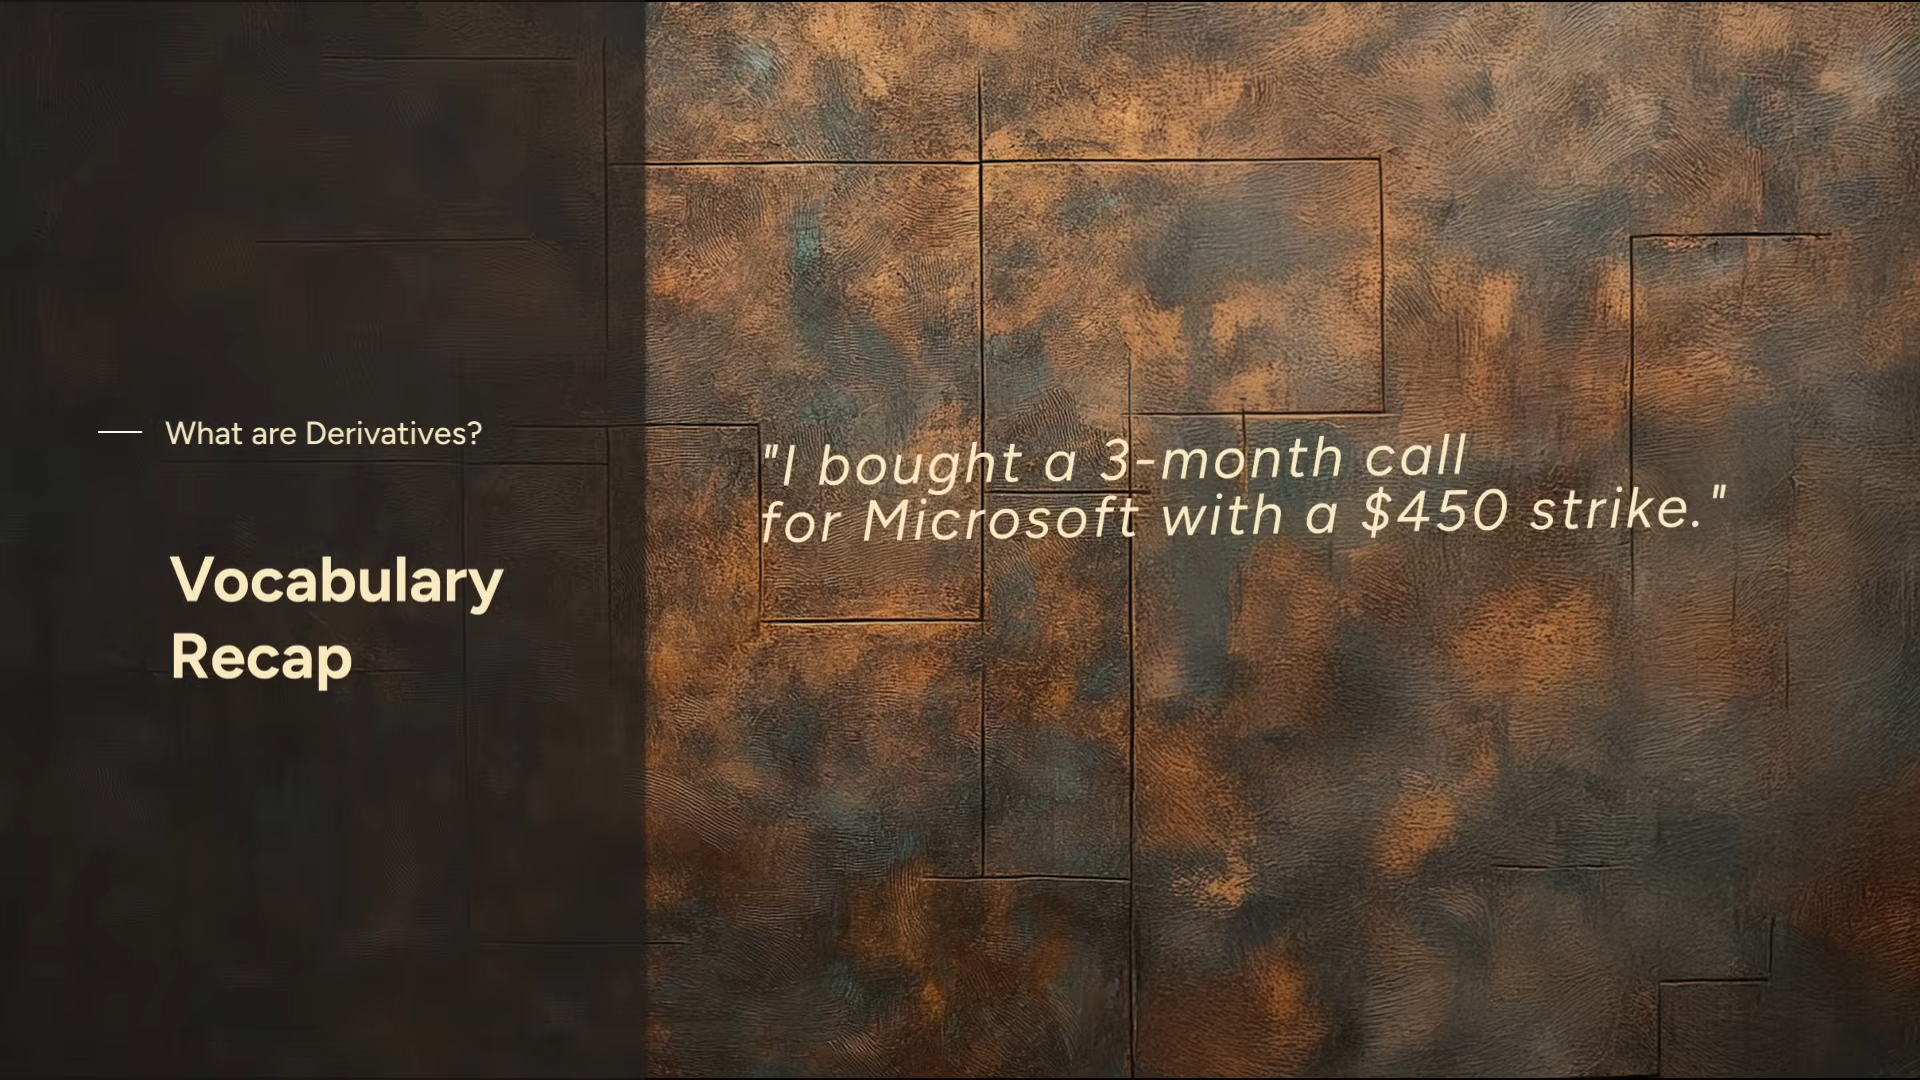 What are Derivatives?
Vocabulary
Recap
"I bought a 3-month call
for Microsoft with a $450 strike."